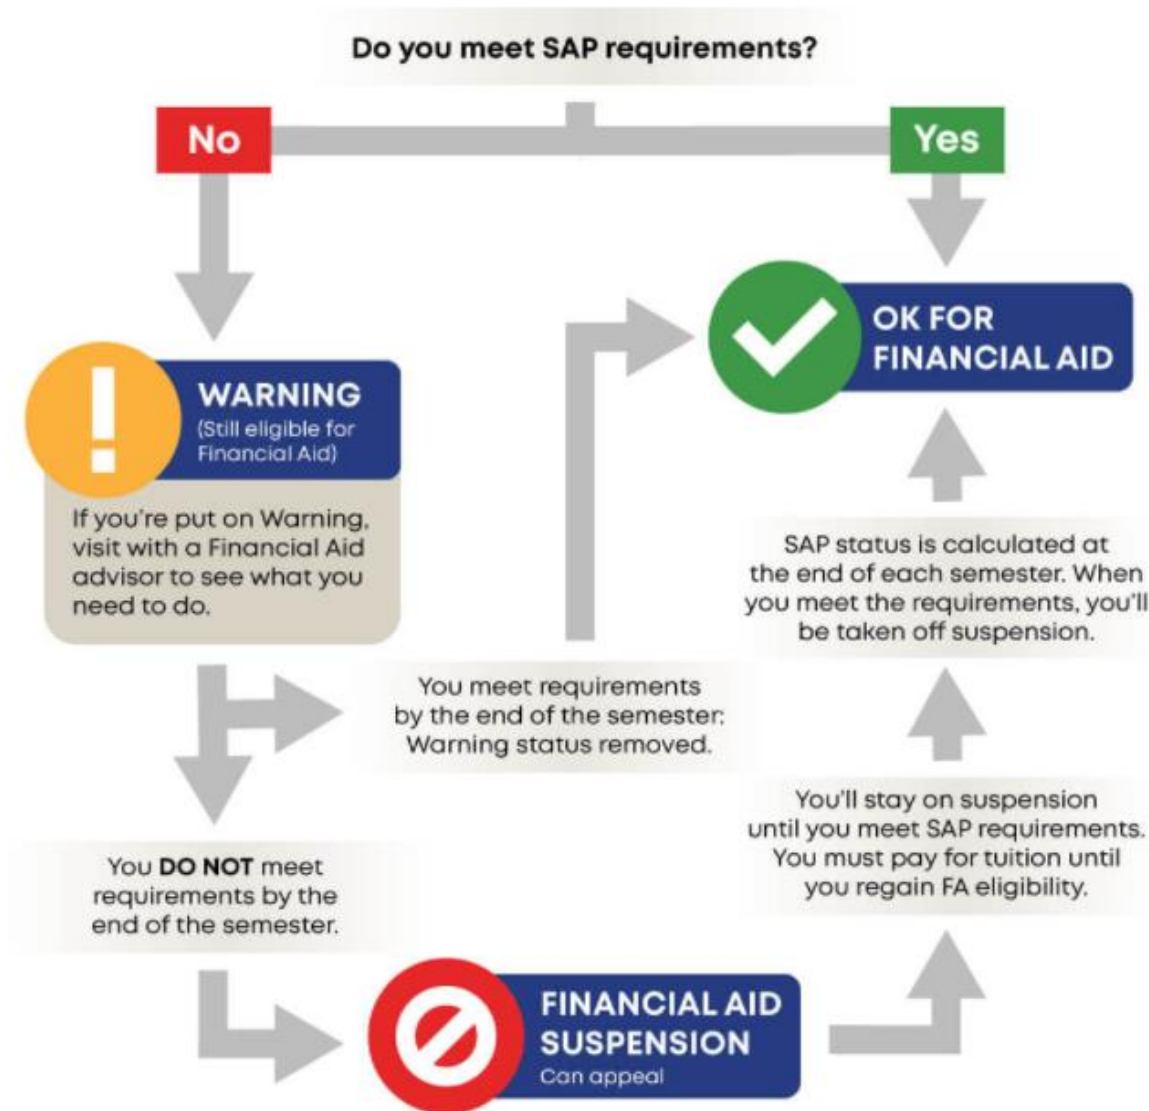 Do you meet SAP requirements?
No
Yes
OK FOR
FINANCIAL AID
WARNING
(Still eligible for
Financial Aid)
If you're put on Warning,
visit with a Financial Aid
advisor to see what you
need to do.
You meet requirements
by the end of the semester:
Warning status removed.
You DO NOT meet
requirements by the
end of the semester.
FINANCIAL AID
SUSPENSION
Can appeal
You'll stay on suspension
until you meet SAP requirements.
You must pay for tuition until
you regain FA eligibility.
SAP status is calculated at
the end of each semester. When
you meet the requirements, you'll
be taken off suspension.